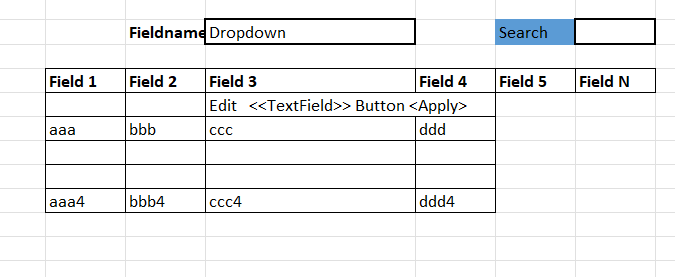 Fieldname Dropdown Search
Field 1 Field 2 Field 3 Field 4 Field 5 Field N
Edit <<TextField>> Button <Apply>
aaa bbb ccc ddd
aaa4 bbb4 ccc4 ddd4